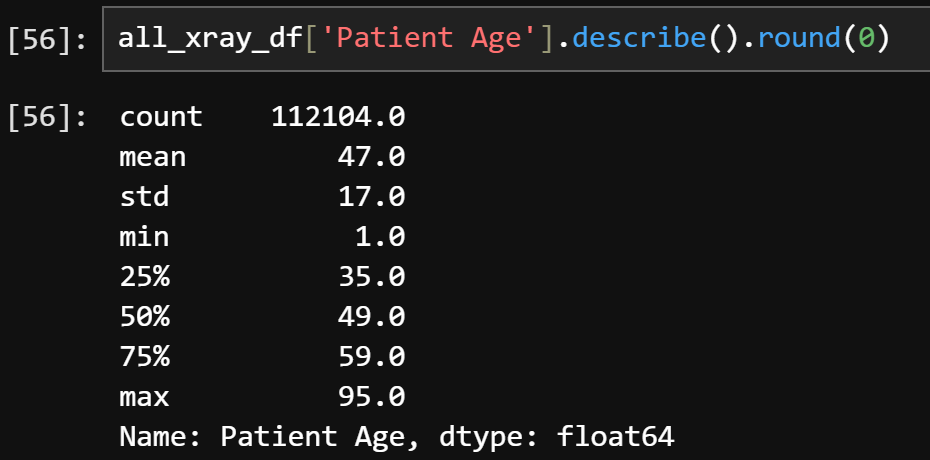 [56]: all_xray_df['Patient Age'].describe().round(0)
[56]: count    112104.0
mean         47.0
std          17.0
min           1.0
25%          35.0
50%          49.0
75%          59.0
max          95.0
Name: Patient Age, dtype: float64